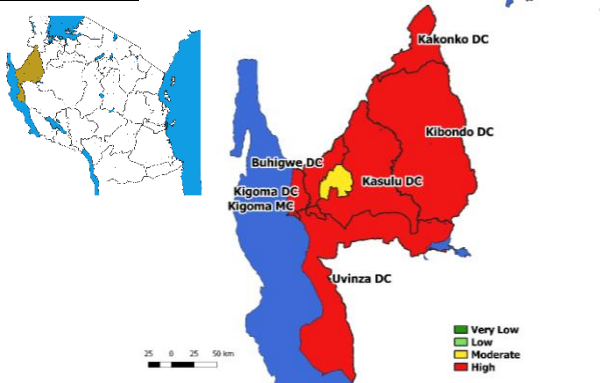 Kakonko DC
Kibondo DC
Buhigwe DC
Kasulu DC
Kigoma DC
Kigoma MC
Uvinza DC
Very Low
Low
Moderate
High
25 0 25 50 km